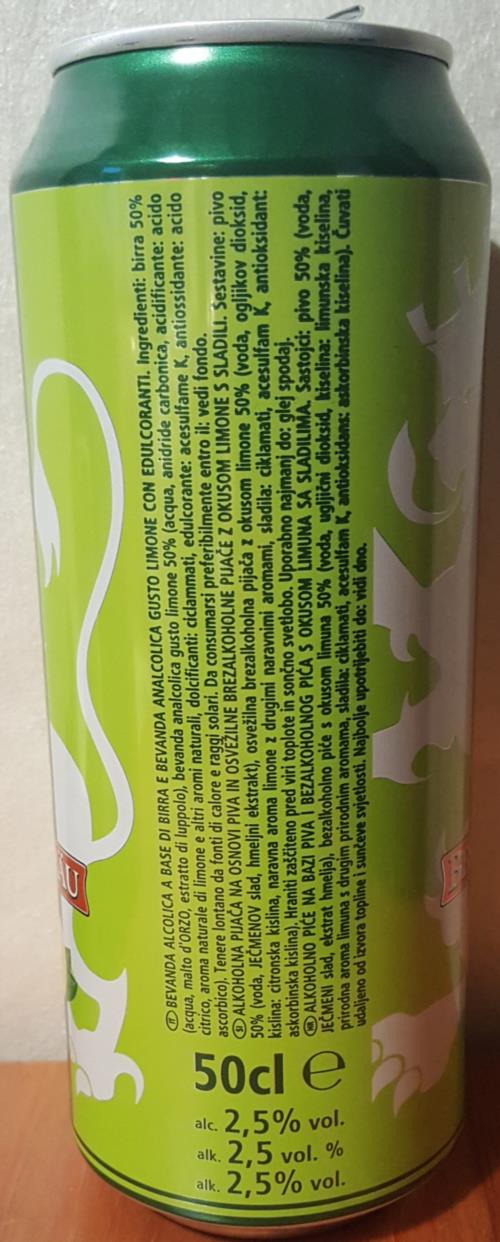 IT BEVANDA ALCOLICA A BASE DI BIRRA E BEVANDA ANALCOLICA GUSTO LIMONE CON EDULCORANTI. Ingredienti: birra 50%
(acqua, malto d'ORZO, estratto di luppolo), bevanda analcolica gusto limone 50% (acqua, anidride carbonica, acidificante: acido
citrico, aroma naturale di limone e altri aromi naturali, dolcificanti: ciclammati, edulcorante: acesulfame K, antiossidante: acido
ascorbico). Tenere lontano da fonti di calore e raggi solari. Da consumarsi preferibilmente entro il: vedi fondo.
SI ALKOHOLNA PIJAČA NA OSNOVI PIVA IN OSVEŽILNE BREZALKOHOLNE PIJAČE Z OKUSOM LIMONE S SLADILI. Sestavine: pivo
50% (voda, JEČMENOV slad, hmeljni ekstrakt), osvežilna brezalkoholna pijača z okusom limone 50% (voda, ogljikov dioksid,
kislina: citronska kislina, naravna aroma limone z drugimi naravnimi aromami, sladila: ciklamati, acesulfam K, antioksidant:
askorbinska kislina). Hraniti zaščiteno pred viri toplote in sončno svetlobo. Uporabno najmanj do: glej spodaj.
HR ALKOHOLNO PIĆE NA BAZI PIVA I BEZALKOHOLNOG PIĆA S OKUSOM LIMUNA SA SLADILIMA. Sastojci: pivo 50% (voda,
JEČMENI slad, ekstrakt hmelja), bezalkoholno piće s okusom limuna 50% (voda, ugljični dioksid, kiselina: limunska kiselina,
prirodna aroma limuna s drugim prirodnim aromama, sladila: ciklamati, acesulfam K, antioksidans: askorbinska kiselina). Čuvati
udaljeno od izvora topline i sunčeve svjetlosti. Najbolje upotrijebiti do: vidi dno.
50cl e
alc. 2,5% vol.
alk. 2,5 vol. %
alk. 2,5% vol.
ÄU